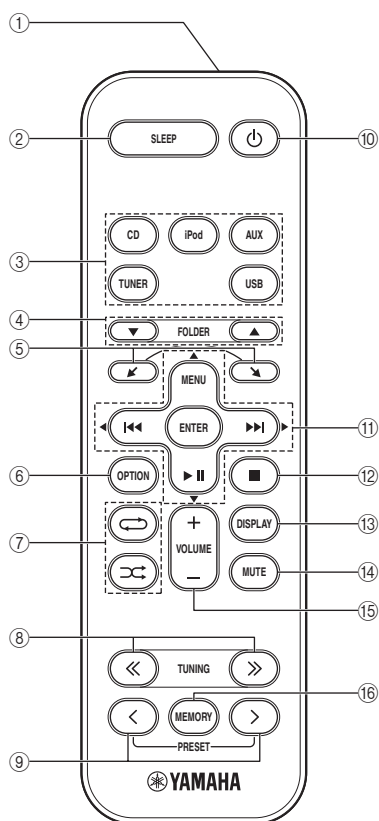 ①
② SLEEP ⑩
CD iPod AUX
③
TUNER USB
④ FOLDER
⑤
MENU
ENTER ⑪
⑥ OPTION ⑫
⑦ + DISPLAY ⑬
VOLUME
MUTE ⑭
– ⑮
⑧ TUNING
⑯
MEMORY
⑨ PRESET
YAMAHA